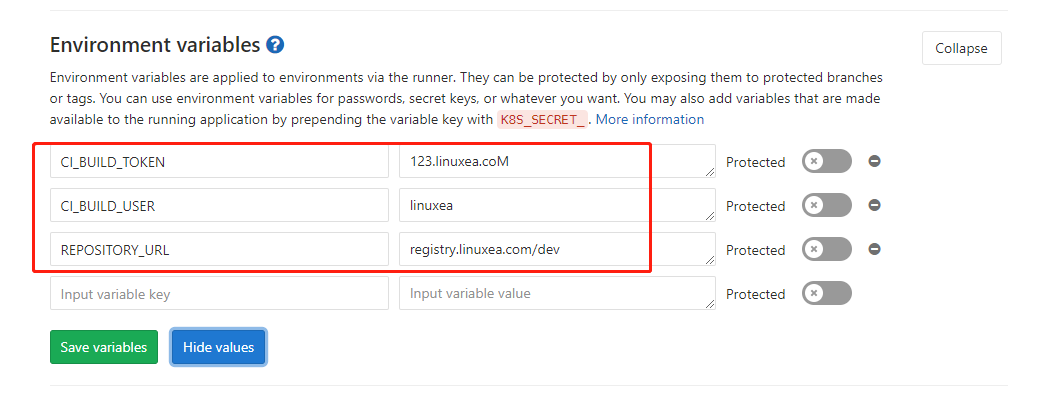 Environment variables
Collapse
Environment variables are applied to environments via the runner. They can be protected by only exposing them to protected branches
or tags. You can use environment variables for passwords, secret keys, or whatever you want. You may also add variables that are made
available to the running application by prepending the variable key with K8S_SECRET_ . More information
CI_BUILD_TOKEN 123.linuxea.coM Protected
CI_BUILD_USER linuxea Protected
REPOSITORY_URL registry.linuxea.com/dev Protected
Input variable key Input variable value Protected
Save variables Hide values